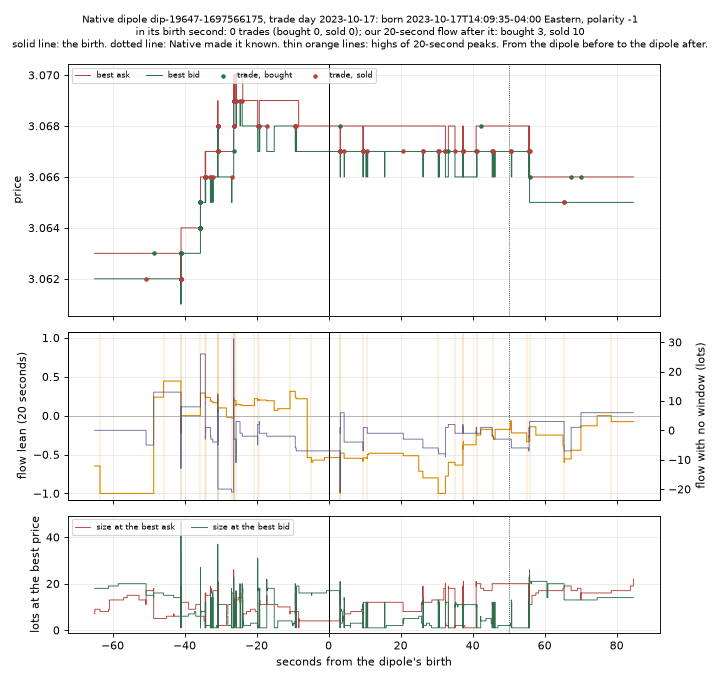 Native dipole dip-19647-1697566175, trade day 2023-10-17: born 2023-10-17T14:09:35-04:00 Eastern, polarity -1
in its birth second: 0 trades (bought 0, sold 0); our 20-second flow after it: bought 3, sold 10
solid line: the birth. dotted line: Native made it known. thin orange lines: highs of 20-second peaks. From the dipole before to the dipole after.
best ask best bid trade, bought trade, sold
3.070
3.068
3.066
3.064
3.062
price
1.0
0.5
0.0
−0.5
−1.0
flow lean (20 seconds)
30
20
10
0
−10
−20
flow with no window (lots)
size at the best ask size at the best bid
40
20
0
lots at the best price
−60 −40 −20 0 20 40 60 80
seconds from the dipole's birth